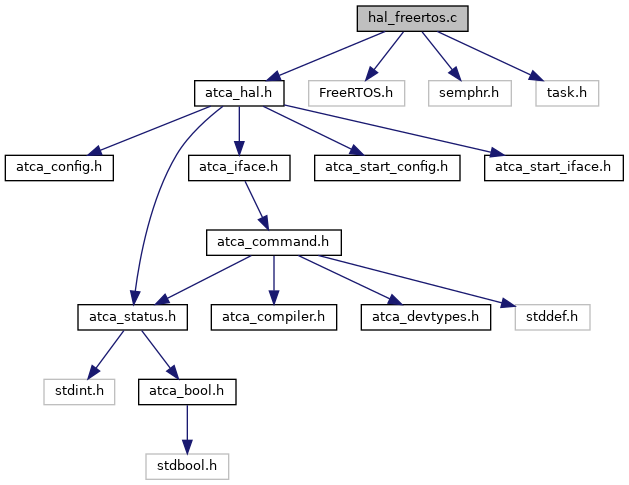 hal_freertos.c
atca_hal.h
FreeRTOS.h
semphr.h
task.h
atca_config.h
atca_iface.h
atca_start_config.h
atca_start_iface.h
atca_command.h
atca_status.h
atca_compiler.h
atca_devtypes.h
stddef.h
stdint.h
atca_bool.h
stdbool.h